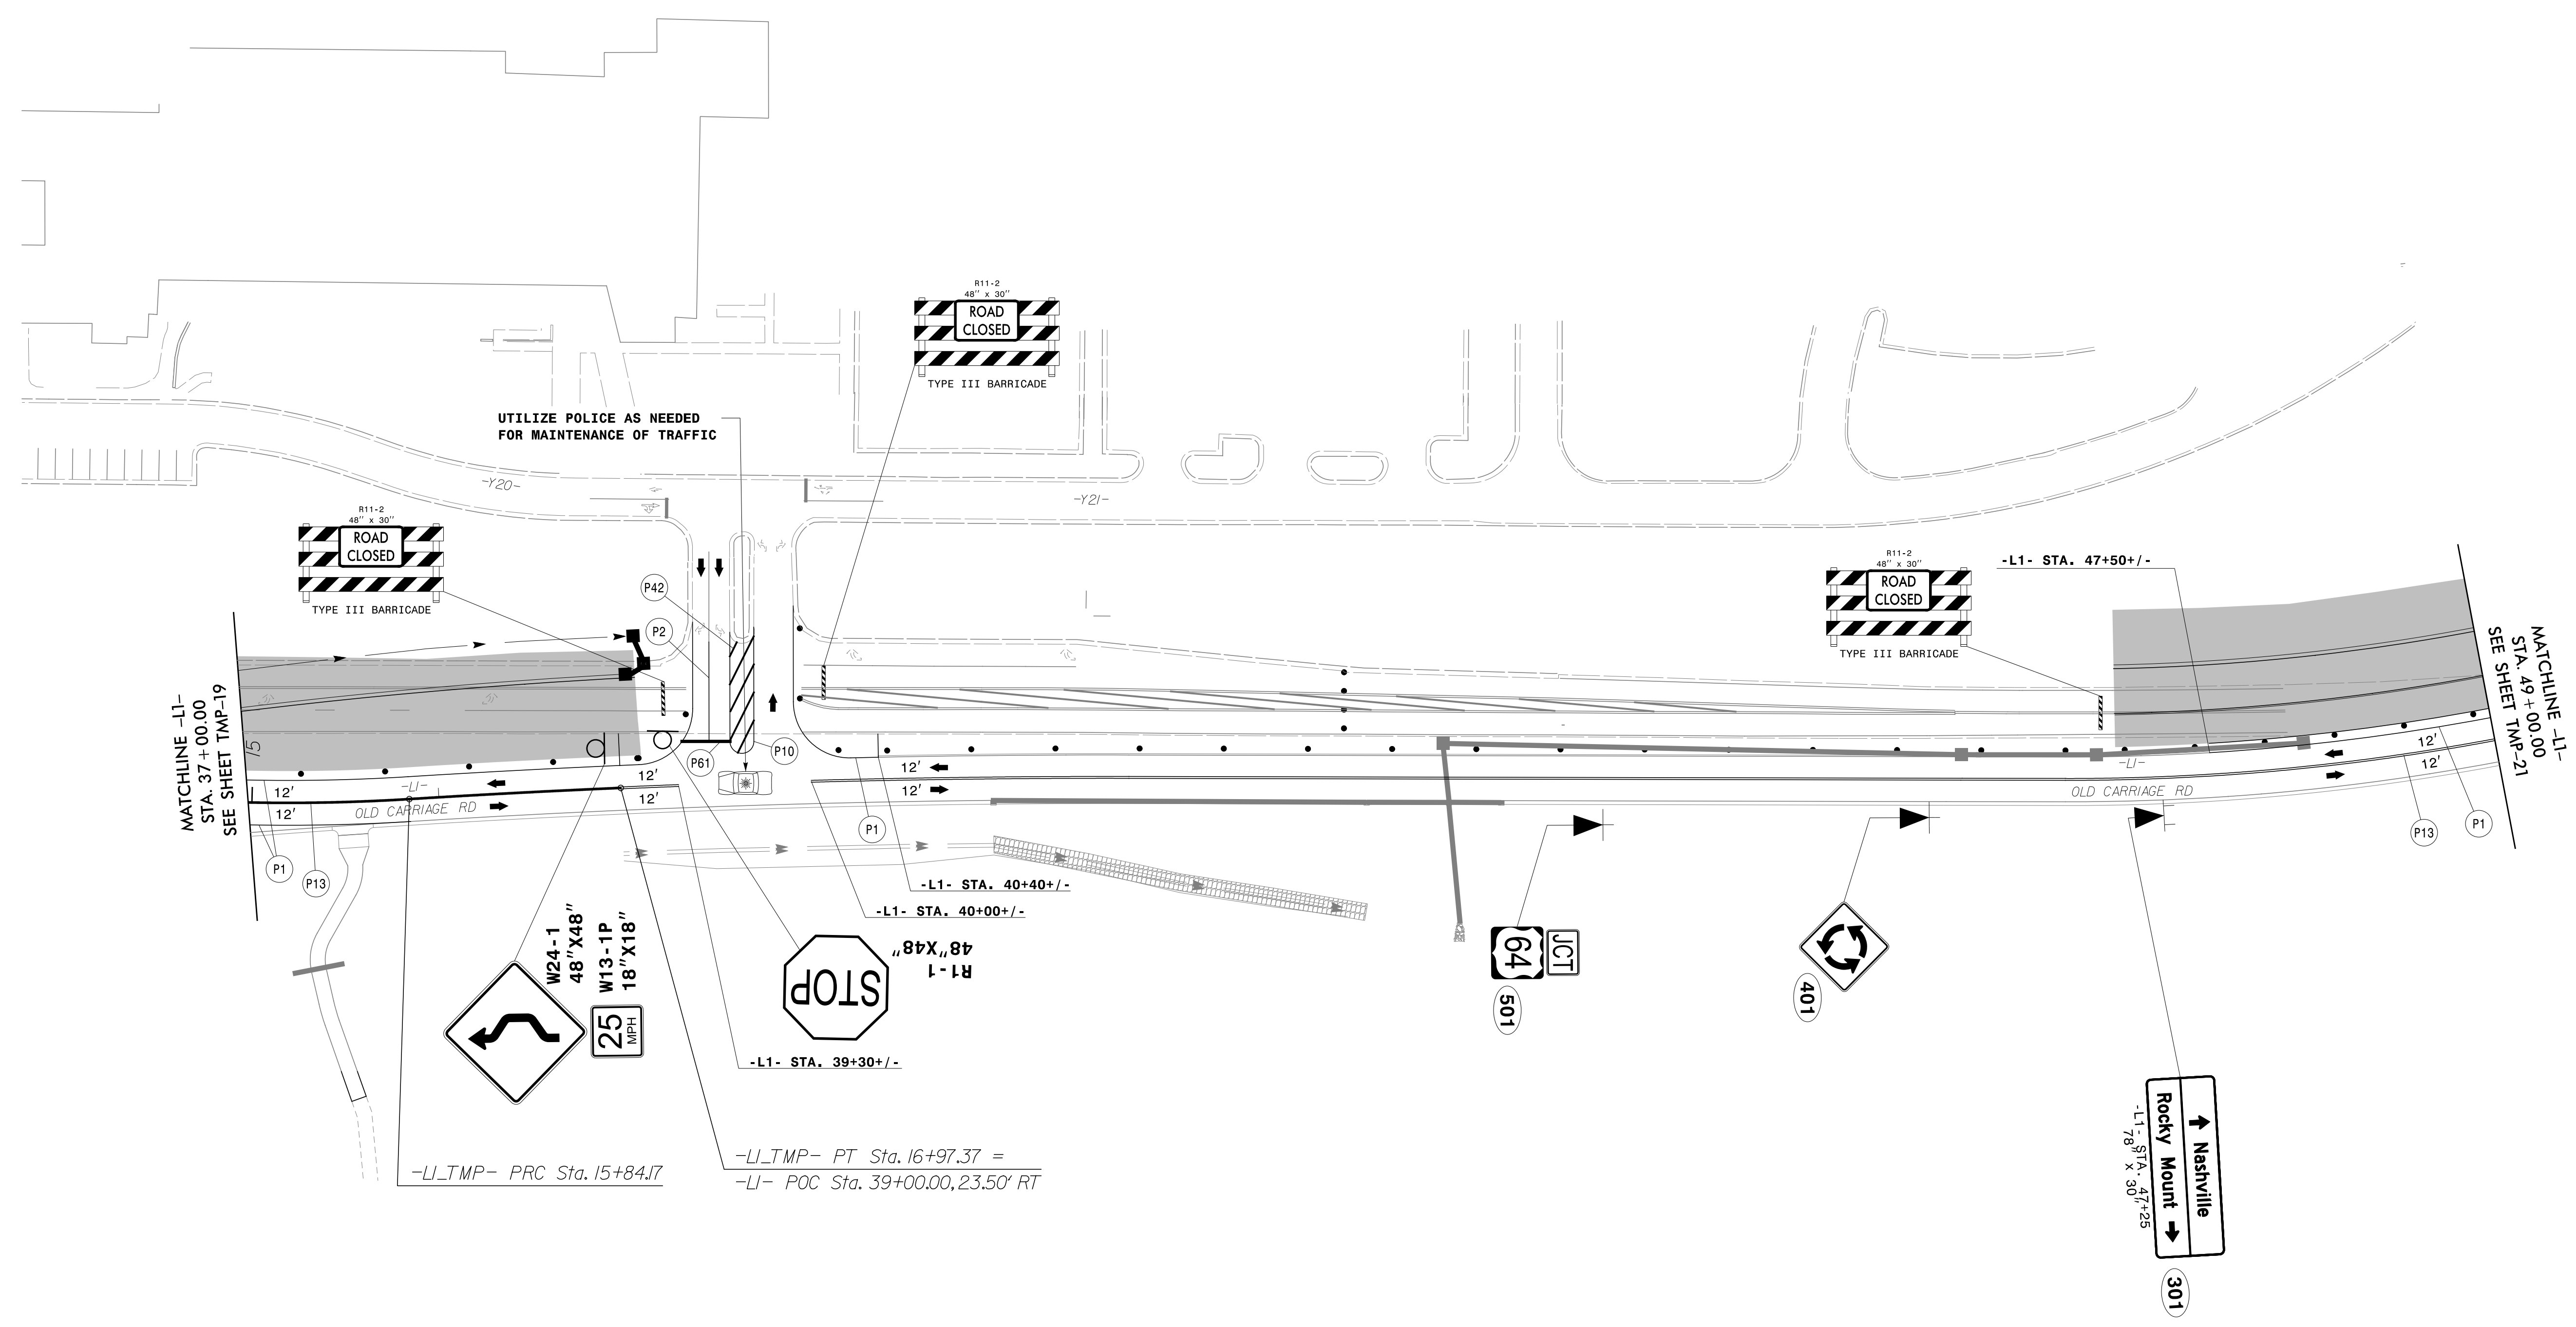 R11-2
48" x 30"
ROAD
CLOSED
TYPE III BARRICADE
UTILIZE POLICE AS NEEDED
FOR MAINTENANCE OF TRAFFIC
-Y20-
-Y21-
R11-2
48" x 30"
ROAD
CLOSED
TYPE III BARRICADE
R11-2
48" x 30"
ROAD
CLOSED
TYPE III BARRICADE
-L1- STA. 47+50+/-
P42
P2
MATCHLINE -L1-
STA. 37+00.00
SEE SHEET TMP-19
MATCHLINE -L1-
STA. 49+00.00
SEE SHEET TMP-21
15
P61
P10
12'
12'
-L1-
OLD CARRIAGE RD
12'
12'
12'
12'
-L1-
12'
12'
OLD CARRIAGE RD
P1
P13
P1
P13
P1
-L1- STA. 40+40+/-
-L1- STA. 40+00+/-
W24-1
48"X48"
W13-1P
18"X18"
25
MPH
STOP
R1-1
48"X48"
-L1- STA. 39+30+/-
JCT
64
501
401
Nashville
Rocky Mount
-L1- STA. 47+25
78" x 30"
301
-L1_TMP- PRC Sta. 15+84.17
-L1_TMP- PT Sta. 16+97.37 =
-L1- POC Sta. 39+00.00, 23.50' RT